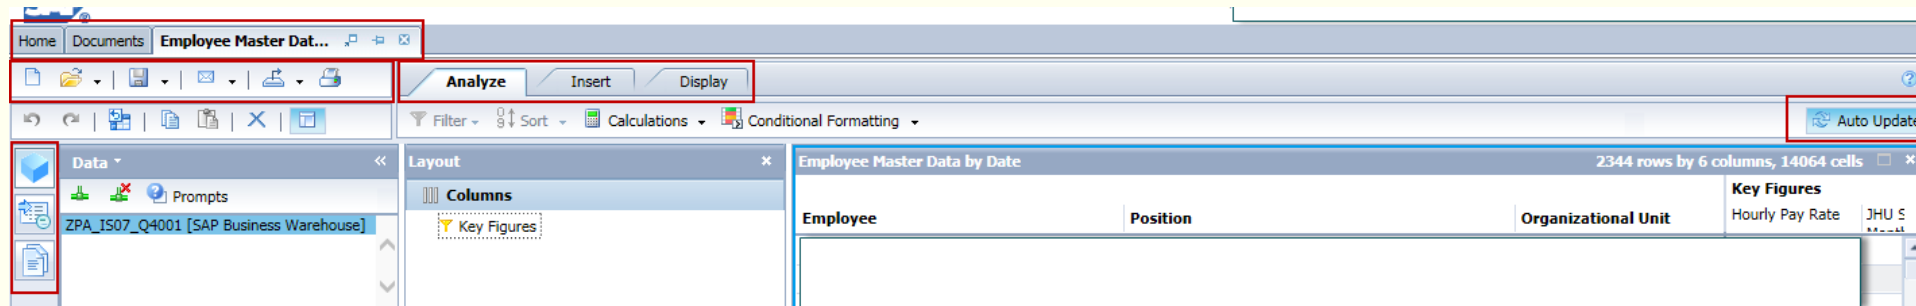 Home Documents Employee Master Dat...
Analyze Insert Display
Filter Sort Calculations Conditional Formatting Auto Update
Data Layout Employee Master Data by Date 2344 rows by 6 columns, 14064 cells
Prompts Columns Key Figures
ZPA_IS07_Q4001 [SAP Business Warehouse] Key Figures Employee Position Organizational Unit Hourly Pay Rate JHU S